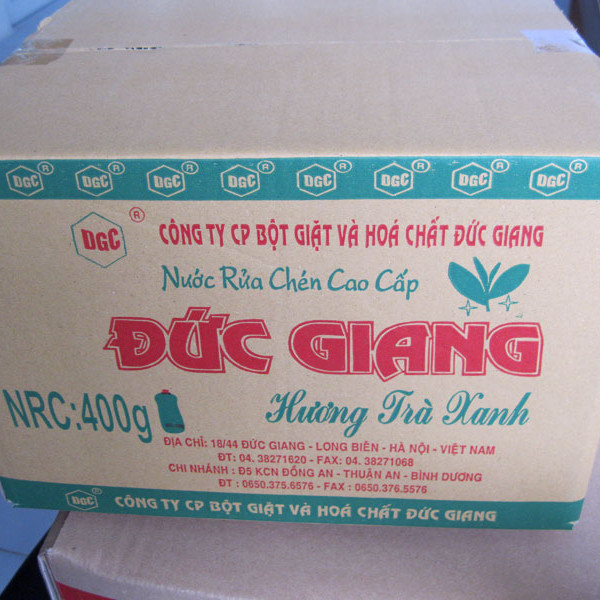 DGC ® DGC ® DGC ® DGC ® DGC ® DGC ® DGC ® DGC ®
DGC ® CÔNG TY CP BỘT GIẶT VÀ HOÁ CHẤT ĐỨC GIANG
Nước Rửa Chén Cao Cấp
ĐỨC GIANG
NRC:400g Hương Trà Xanh
ĐỊA CHỈ: 18/44 ĐỨC GIANG - LONG BIÊN - HÀ NỘI - VIỆT NAM
ĐT: 04. 38271620 - FAX: 04. 38271068
CHI NHÁNH : Đ5 KCN ĐỒNG AN - THUẬN AN - BÌNH DƯƠNG
ĐT : 0650.375.6576 - FAX : 0650.376.5576
DGC ® CÔNG TY CP BỘT GIẶT VÀ HOÁ CHẤT ĐỨC GIANG